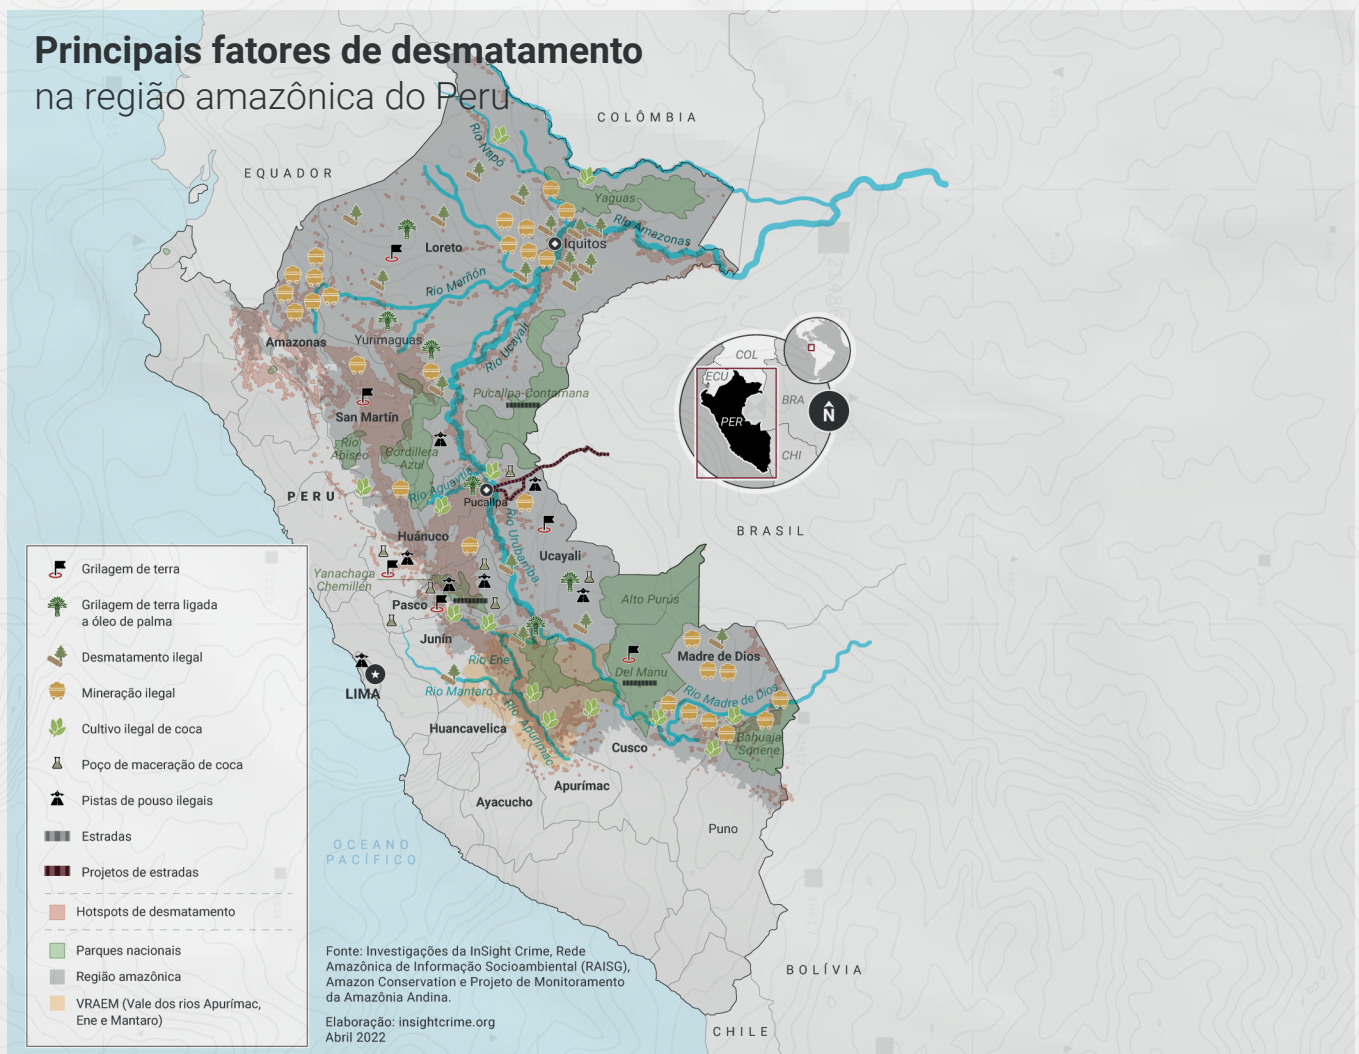 Principais fatores de desmatamento
na região amazônica do Peru
COLÔMBIA
EQUADOR
Rio Napo
Yaguas
Rio Amazonas
Iquitos
Loreto
Rio Marñón
Amazonas
Yurimaguas
Rio Ucayali
COL
ECU
BRA
PER
CHI
N
Pucallpa-Contamana
San Martín
Río
Abiseo
Cordillera
Azul
PERU
Rio Aguaytía
Pucallpa
Rio Urubamba
BRASIL
Huánuco
Ucayali
Yanachaga
Chemillén
Alto Purús
Pasco
Junín
Madre de Dios
Rio Ene
Del Manu
LIMA
Rio Mantaro
Rio Madre de Dios
Rio Apurimac
Huancavelica
Bahuaja
Sonene
Cusco
Apurímac
Ayacucho
Puno
OCEANO
PACÍFICO
BOLÍVIA
CHILE
Grilagem de terra
Grilagem de terra ligada
a óleo de palma
Desmatamento ilegal
Mineração ilegal
Cultivo ilegal de coca
Poço de maceração de coca
Pistas de pouso ilegais
Estradas
Projetos de estradas
Hotspots de desmatamento
Parques nacionais
Região amazônica
VRAEM (Vale dos rios Apurímac,
Ene e Mantaro)
Fonte: Investigações da InSight Crime, Rede
Amazônica de Informação Socioambiental (RAISG),
Amazon Conservation e Projeto de Monitoramento
da Amazônia Andina.
Elaboração: insightcrime.org
Abril 2022